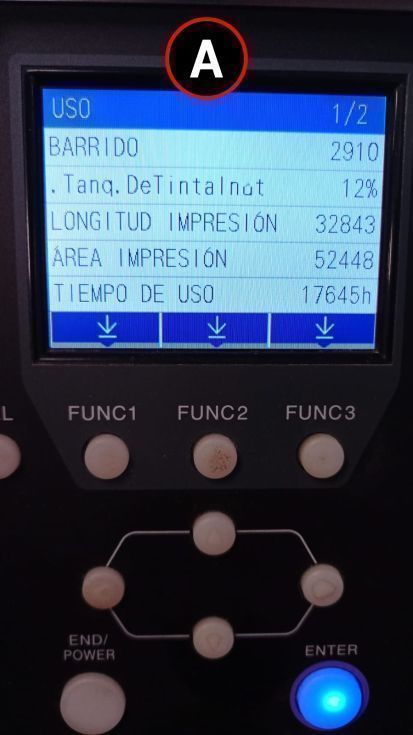 A
USO 1/2
BARRIDO 2910
.Tanq.DeTintaInút 12%
LONGITUD IMPRESIÓN 32843
ÁREA IMPRESIÓN 52448
TIEMPO DE USO 17645h
L FUNC1 FUNC2 FUNC3
END/
POWER
ENTER